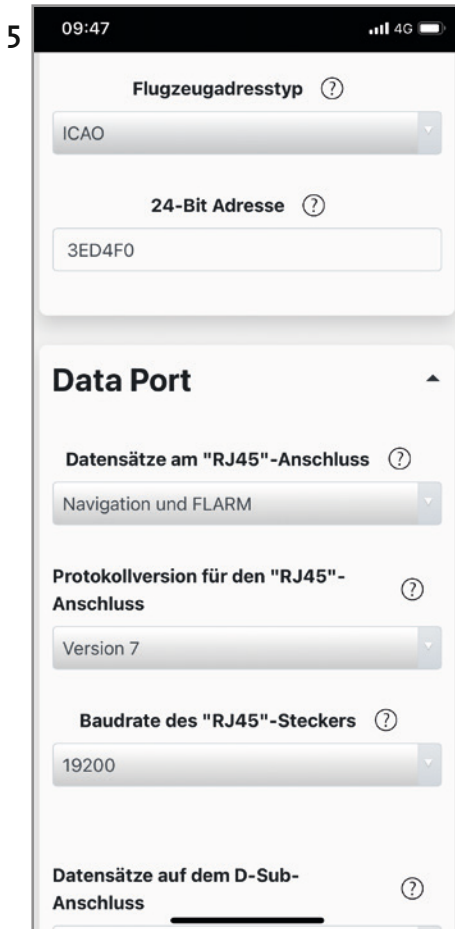 5
09:47
4G
Flugzeugadresstyp ?
ICAO
24-Bit Adresse ?
3ED4F0
Data Port
Datensätze am "RJ45"-Anschluss ?
Navigation und FLARM
Protokollversion für den "RJ45"-
Anschluss ?
Version 7
Baudrate des "RJ45"-Steckers ?
19200
Datensätze auf dem D-Sub-
Anschluss ?